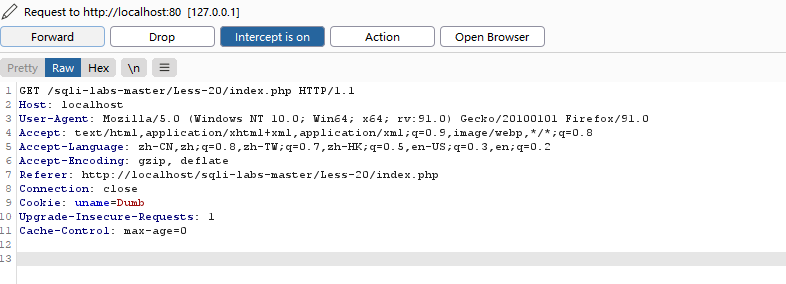 Request to http://localhost:80 [127.0.0.1]
Forward Drop Intercept is on Action Open Browser
Pretty Raw Hex \n ≡
1 GET /sqli-labs-master/Less-20/index.php HTTP/1.1
2 Host: localhost
3 User-Agent: Mozilla/5.0 (Windows NT 10.0; Win64; x64; rv:91.0) Gecko/20100101 Firefox/91.0
4 Accept: text/html,application/xhtml+xml,application/xml;q=0.9,image/webp,*/*;q=0.8
5 Accept-Language: zh-CN,zh;q=0.8,zh-TW;q=0.7,zh-HK;q=0.5,en-US;q=0.3,en;q=0.2
6 Accept-Encoding: gzip, deflate
7 Referer: http://localhost/sqli-labs-master/Less-20/index.php
8 Connection: close
9 Cookie: uname=Dumb
10 Upgrade-Insecure-Requests: 1
11 Cache-Control: max-age=0
12
13